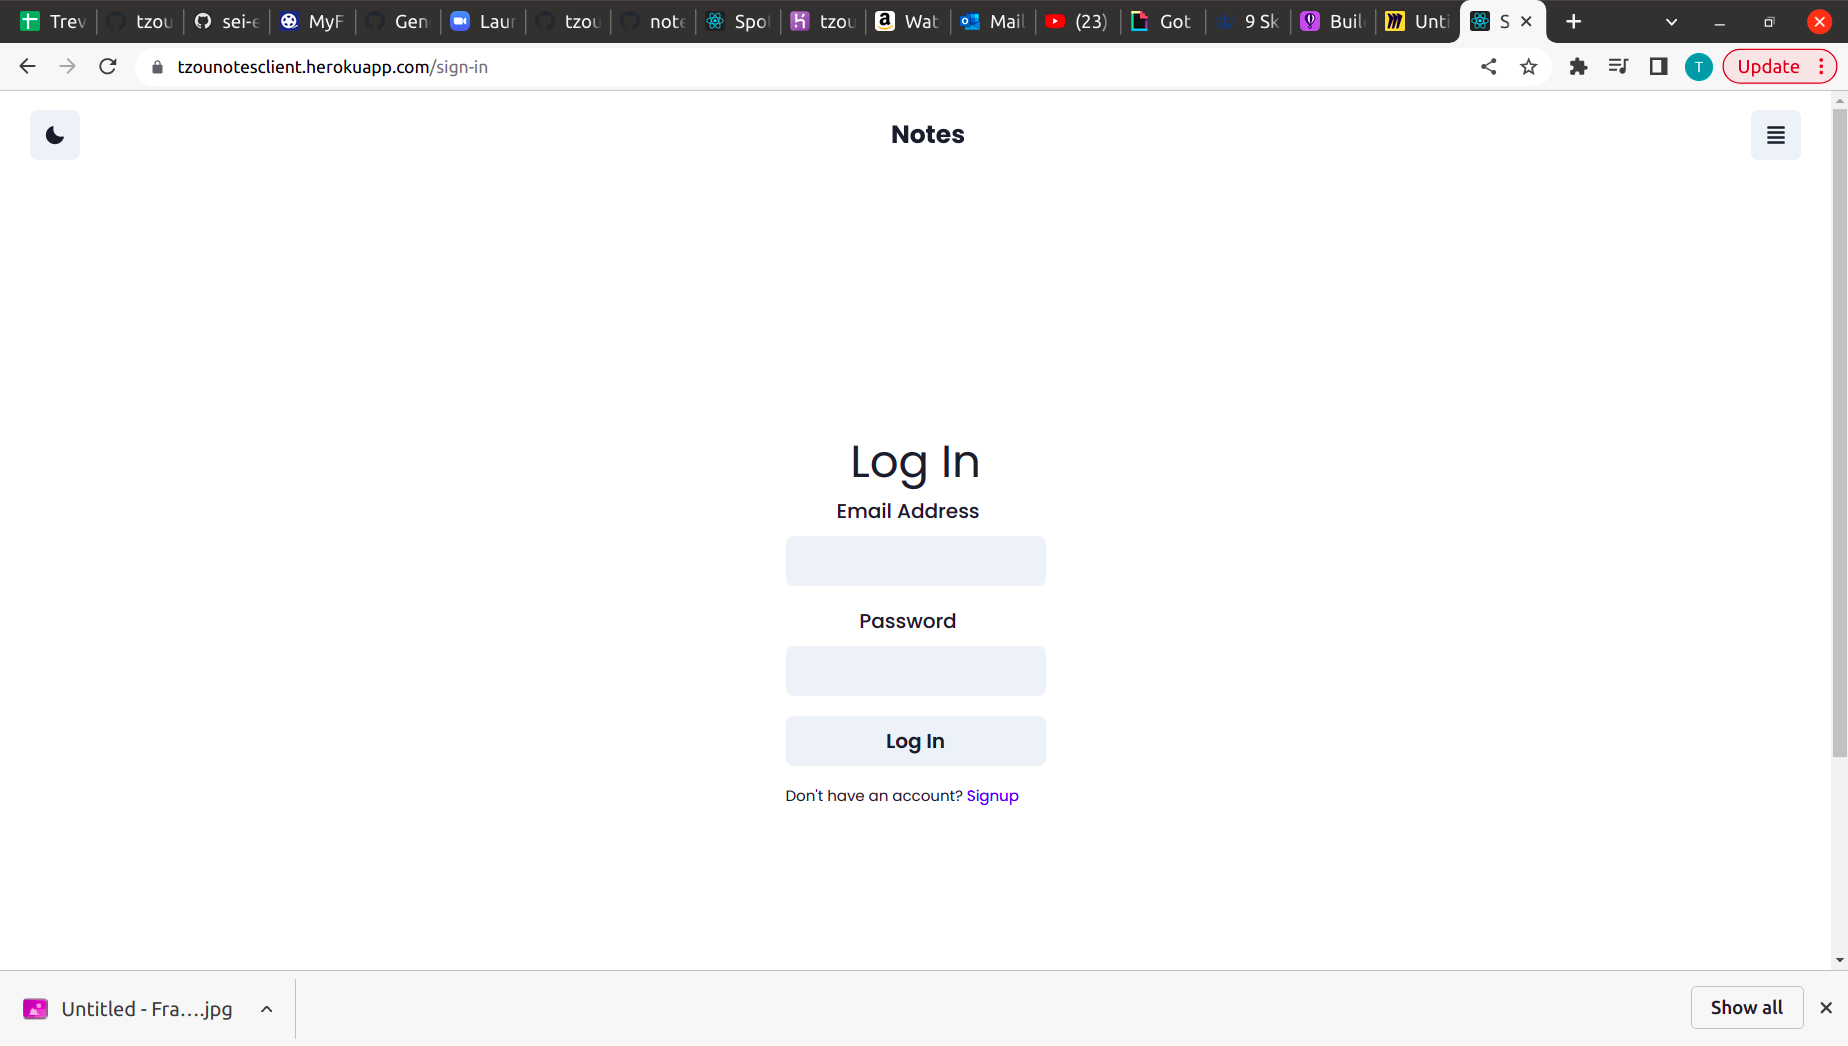 Trev tzou sei-e MyF Gen Laur tzou note Spot tzou Wat Mail (23) Got 9 Sk Buil Unti S
tzounotesclient.herokuapp.com/sign-in T Update
Notes
Log In
Email Address
Password
Log In
Don't have an account? Signup
Untitled - Fra....jpg Show all